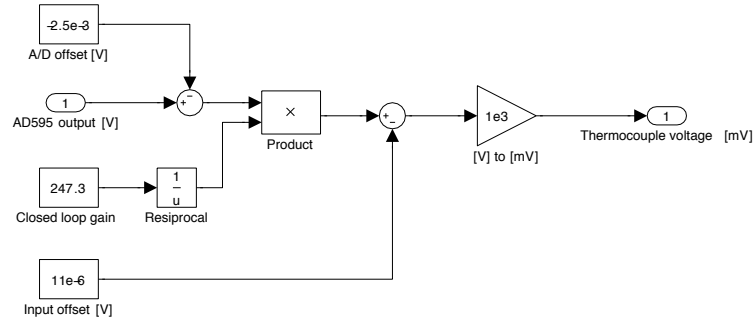 -2.5e-3
A/D offset [V]
1
AD595 output [V]
×
Product
1e3
[V] to [mV]
1
Thermocouple voltage [mV]
247.3
Closed loop gain
1
u
Resiprocal
11e-6
Input offset [V]